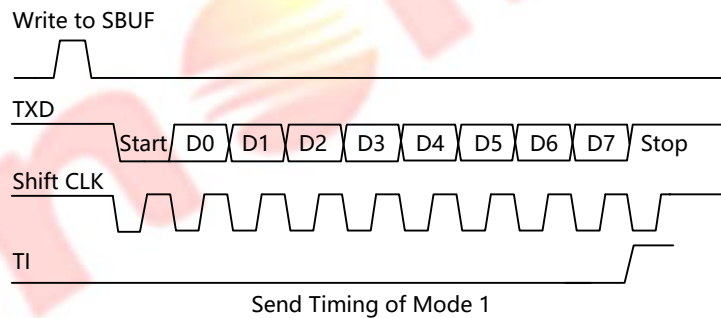 Write to SBUF
TXD
Start D0 D1 D2 D3 D4 D5 D6 D7 Stop
Shift CLK
TI
Send Timing of Mode 1